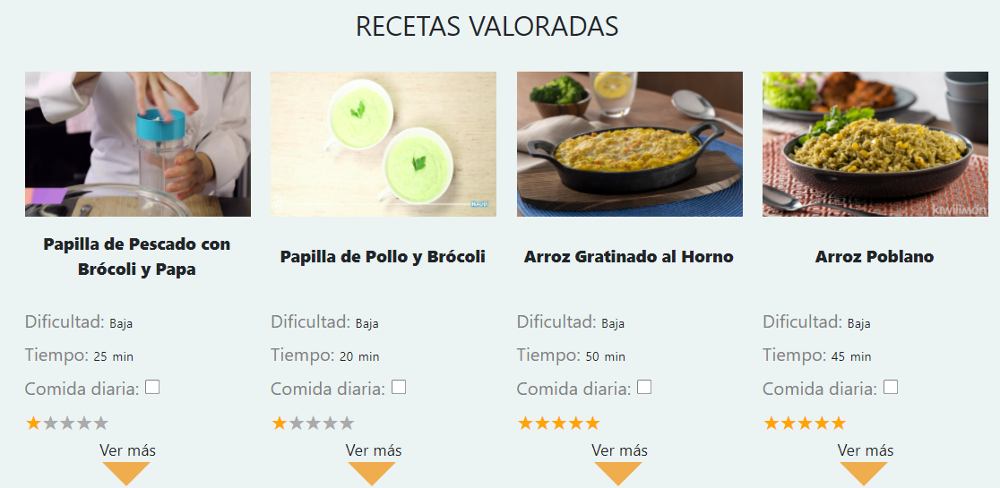 RECETAS VALORADAS
kiwilimón
Papilla de Pescado con
Brócoli y Papa
Papilla de Pollo y Brócoli
Arroz Gratinado al Horno
Arroz Poblano
Dificultad: Baja
Dificultad: Baja
Dificultad: Baja
Dificultad: Baja
Tiempo: 25 min
Tiempo: 20 min
Tiempo: 50 min
Tiempo: 45 min
Comida diaria:
Comida diaria:
Comida diaria:
Comida diaria:
Ver más
Ver más
Ver más
Ver más